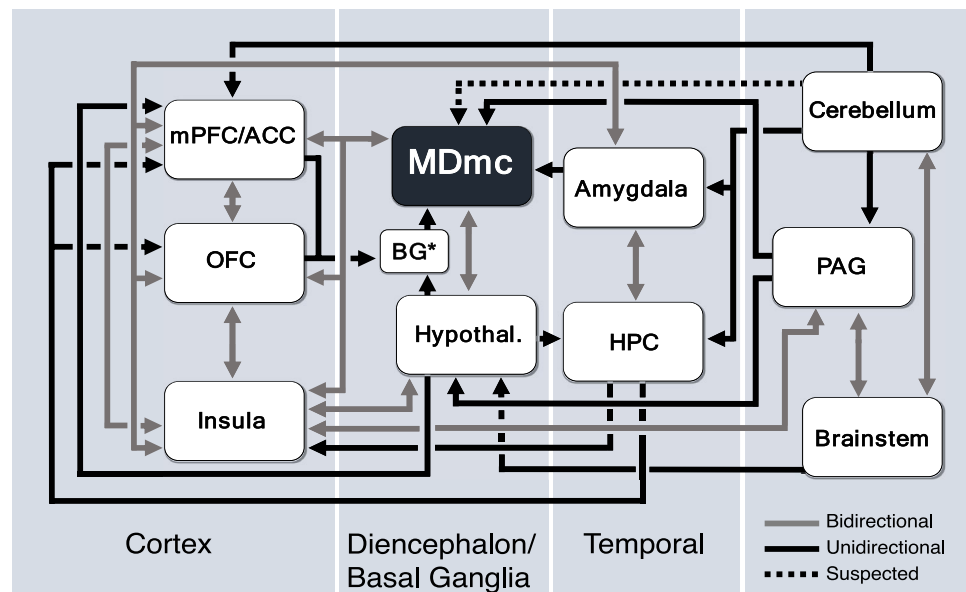 Cerebellum
mPFC/ACC
MDmc
Amygdala
OFC
BG*
PAG
Hypothal.
HPC
Insula
Brainstem
Cortex
Diencephalon/
Basal Ganglia
Temporal
Bidirectional
Unidirectional
Suspected